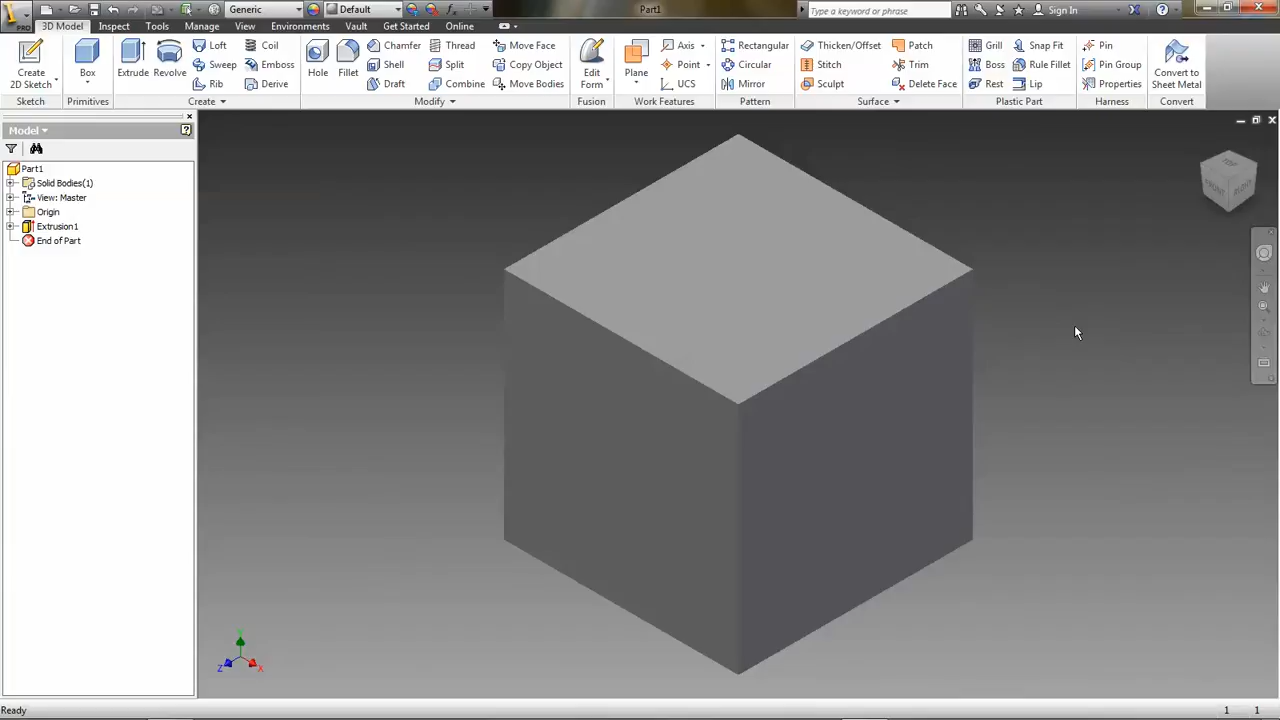 Generic
Default
Part1
Type a keyword or phrase
Sign In
PRO
3D Model
Inspect
Tools
Manage
View
Environments
Vault
Get Started
Online
Create
2D Sketch
Box
Extrude
Revolve
Loft
Sweep
Rib
Coil
Emboss
Derive
Hole
Fillet
Chamfer
Shell
Draft
Thread
Split
Combine
Move Face
Copy Object
Move Bodies
Edit
Form
Plane
Axis
Point
UCS
Rectangular
Circular
Mirror
Thicken/Offset
Stitch
Sculpt
Patch
Trim
Delete Face
Grill
Boss
Rest
Snap Fit
Rule Fillet
Lip
Pin
Pin Group
Properties
Convert to
Sheet Metal
Sketch
Primitives
Create
Modify
Fusion
Work Features
Pattern
Surface
Plastic Part
Harness
Convert
Model
Part1
Solid Bodies(1)
View: Master
Origin
Extrusion1
End of Part
TOP
FRONT
RIGHT
Y
Z
X
Ready
1
1